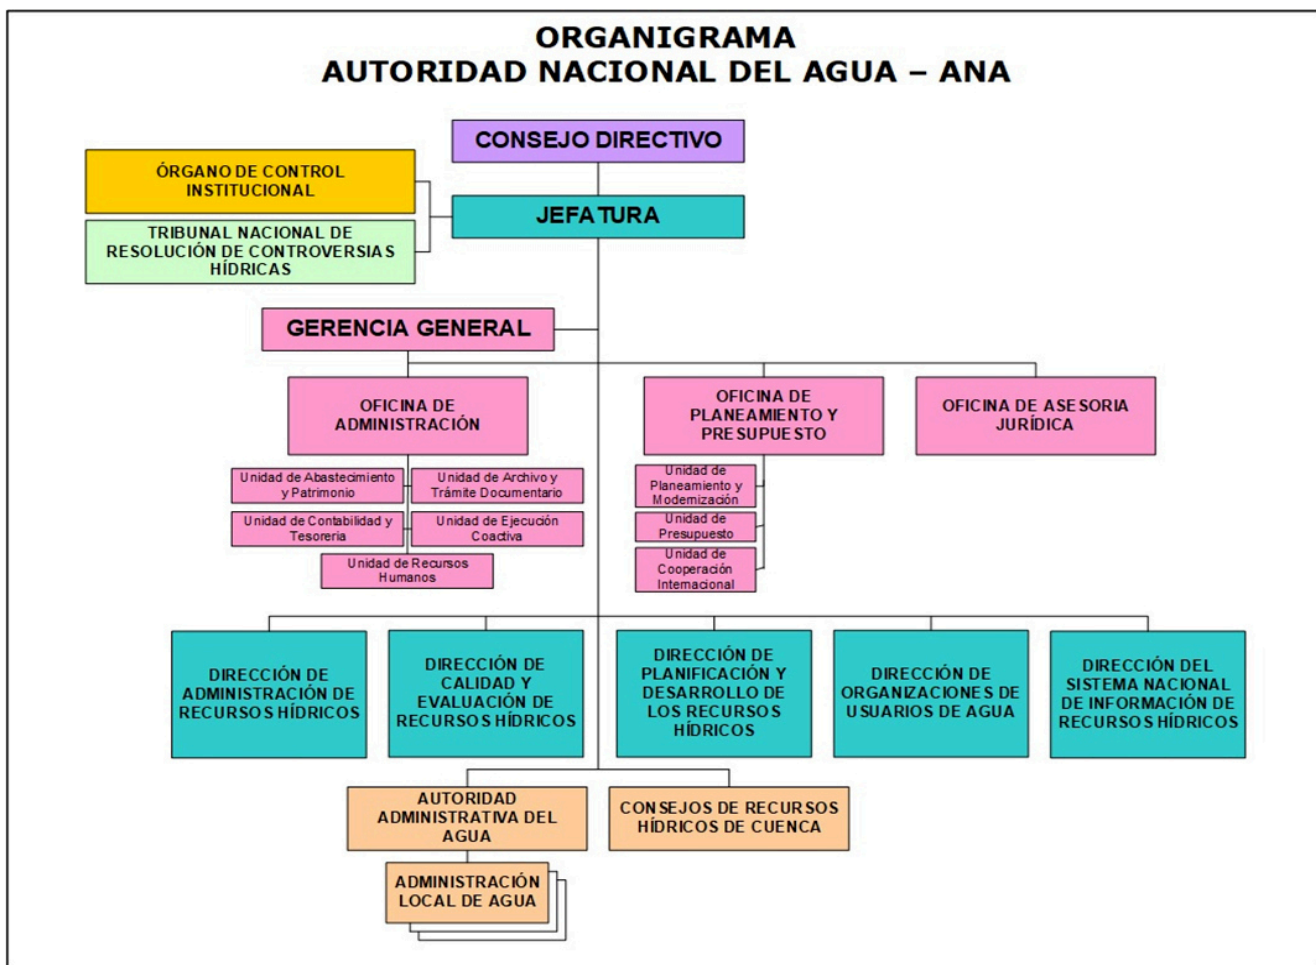 ORGANIGRAMA
AUTORIDAD NACIONAL DEL AGUA – ANA
CONSEJO DIRECTIVO
ÓRGANO DE CONTROL
INSTITUCIONAL
JEFATURA
TRIBUNAL NACIONAL DE
RESOLUCIÓN DE CONTROVERSIAS
HÍDRICAS
GERENCIA GENERAL
OFICINA DE
ADMINISTRACIÓN
OFICINA DE
PLANEAMIENTO Y
PRESUPUESTO
OFICINA DE ASESORIA
JURÍDICA
Unidad de Abastecimiento
y Patrimonio
Unidad de Archivo y
Trámite Documentario
Unidad de Contabilidad y
Tesoreria
Unidad de Ejecución
Coactiva
Unidad de Recursos
Humanos
Unidad de
Planeamiento y
Modernización
Unidad de
Presupuesto
Unidad de
Cooperación
Internacional
DIRECCIÓN DE
ADMINISTRACIÓN DE
RECURSOS HÍDRICOS
DIRECCIÓN DE
CALIDAD Y
EVALUACIÓN DE
RECURSOS HÍDRICOS
DIRECCIÓN DE
PLANIFICACIÓN Y
DESARROLLO DE
LOS RECURSOS
HÍDRICOS
DIRECCIÓN DE
ORGANIZACIONES DE
USUARIOS DE AGUA
DIRECCIÓN DEL
SISTEMA NACIONAL
DE INFORMACIÓN DE
RECURSOS HÍDRICOS
AUTORIDAD
ADMINISTRATIVA DEL
AGUA
CONSEJOS DE RECURSOS
HÍDRICOS DE CUENCA
ADMINISTRACIÓN
LOCAL DE AGUA